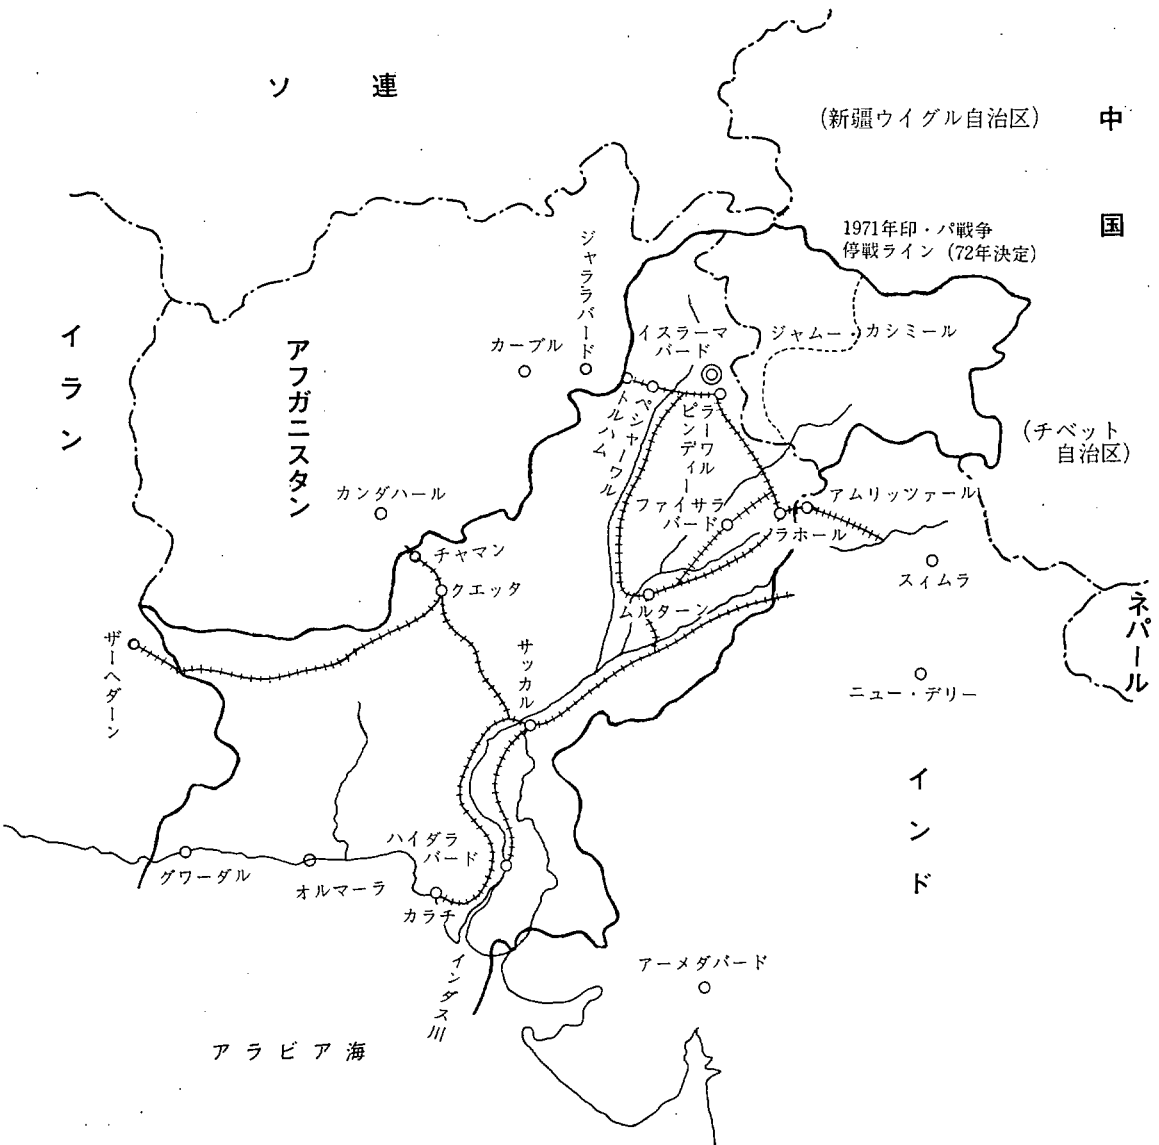 ソ連
(新疆ウイグル自治区)
中国
1971年印・パ戦争
停戦ライン (72年決定)
イラン
アフガニスタン
ジャララバード
カーブル
イスラーマ
バード
ジャムー・カシミール
トルハム
ペシャーワル
ラーワル
ピンディー
(チベット
自治区)
カンダハール
ファイサラ
バード
アムリッツァール
ラホール
チャマン
クエッタ
スィムラ
ムルターン
ネパール
ザーヘダーン
サッカル
ニュー・デリー
インド
ハイダラ
バード
グワーダル
オルマーラ
カラチ
インダス川
アーメダバード
アラビア海